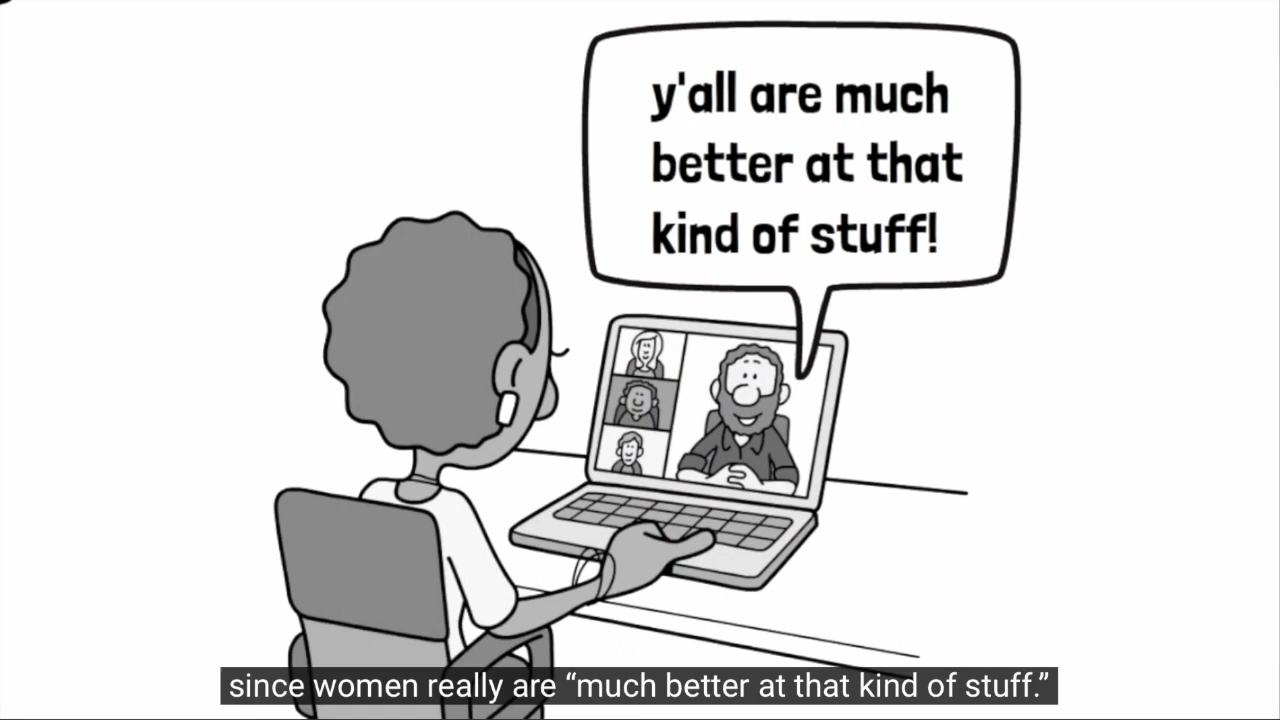 y'all are much
better at that
kind of stuff!
since women really are “much better at that kind of stuff.”